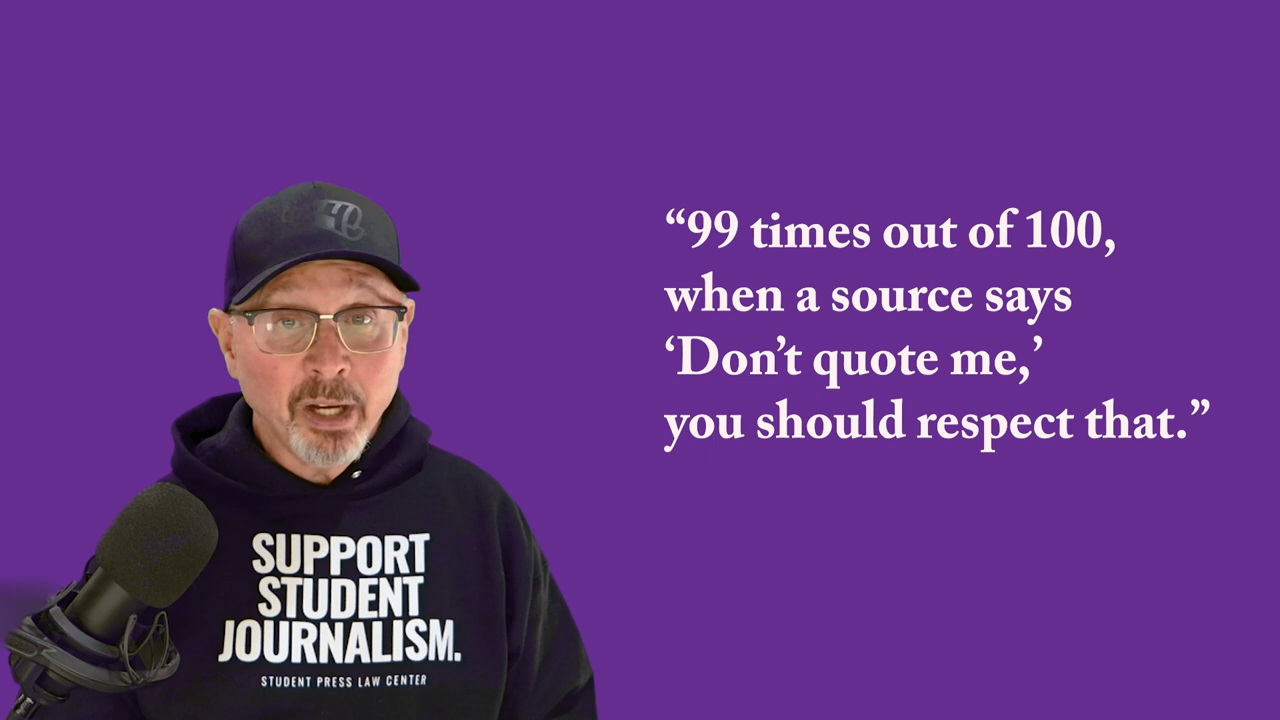 “99 times out of 100,
when a source says
‘Don’t quote me,’
you should respect that.”
SUPPORT
STUDENT
JOURNALISM.
STUDENT PRESS LAW CENTER